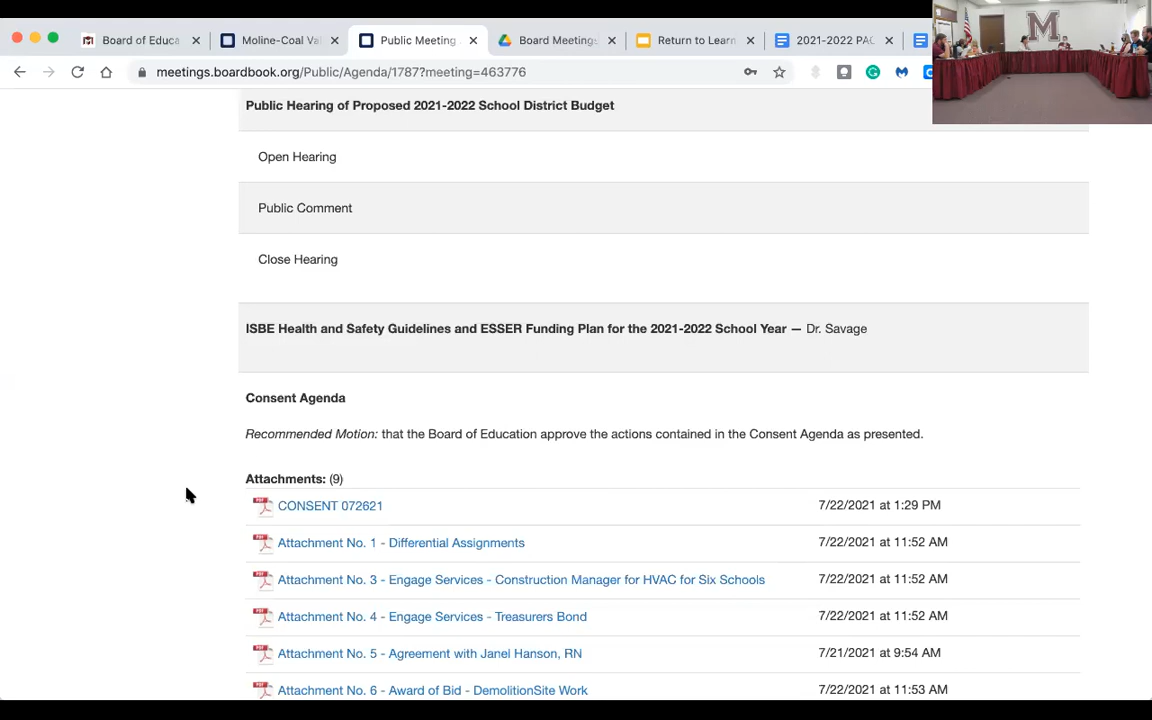 Board of Educa
Moline-Coal Val
Public Meeting
Board Meetings
Return to Learn
2021-2022 PAC
meetings.boardbook.org/Public/Agenda/1787?meeting=463776
M
Public Hearing of Proposed 2021-2022 School District Budget
Open Hearing
Public Comment
Close Hearing
ISBE Health and Safety Guidelines and ESSER Funding Plan for the 2021-2022 School Year — Dr. Savage
Consent Agenda
Recommended Motion: that the Board of Education approve the actions contained in the Consent Agenda as presented.
Attachments: (9)
CONSENT 072621 7/22/2021 at 1:29 PM
Attachment No. 1 - Differential Assignments 7/22/2021 at 11:52 AM
Attachment No. 3 - Engage Services - Construction Manager for HVAC for Six Schools 7/22/2021 at 11:52 AM
Attachment No. 4 - Engage Services - Treasurers Bond 7/22/2021 at 11:52 AM
Attachment No. 5 - Agreement with Janel Hanson, RN 7/21/2021 at 9:54 AM
Attachment No. 6 - Award of Bid - DemolitionSite Work 7/22/2021 at 11:53 AM